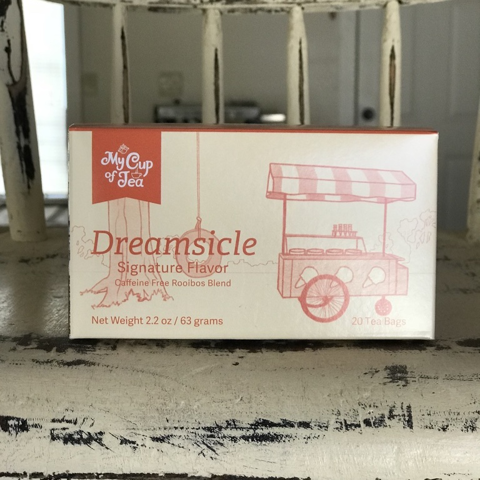 My Cup
of Tea
Dreamsicle
Signature Flavor
Caffeine Free Rooibos Blend
Net Weight 2.2 oz / 63 grams
20 Tea Bags